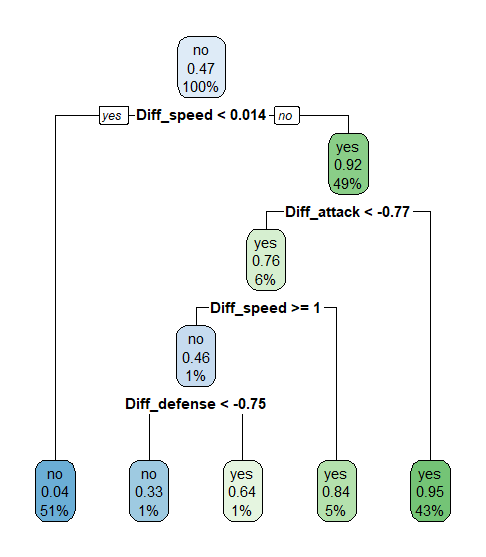 no
0.47
100%
yes Diff_speed < 0.014 no
yes
0.92
49%
Diff_attack < -0.77
yes
0.76
6%
Diff_speed >= 1
no
0.46
1%
Diff_defense < -0.75
no
0.04
51%
no
0.33
1%
yes
0.64
1%
yes
0.84
5%
yes
0.95
43%